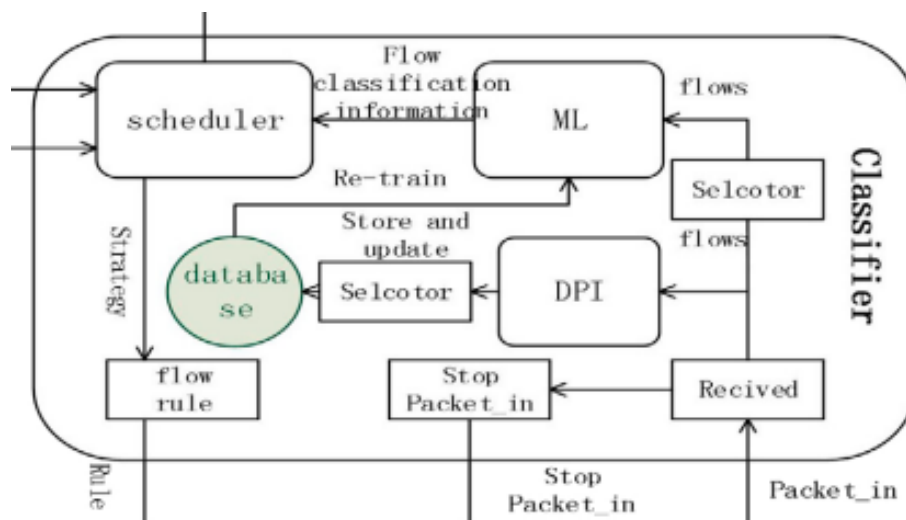 Flow
classification
information
flows
scheduler
ML
Classifier
Re-train
Selcotor
Store and
update
flows
Strategy
databa
se
Selcotor
DPI
flow
rule
Stop
Packet_in
Recived
Rule
Stop
Packet_in
Packet_in